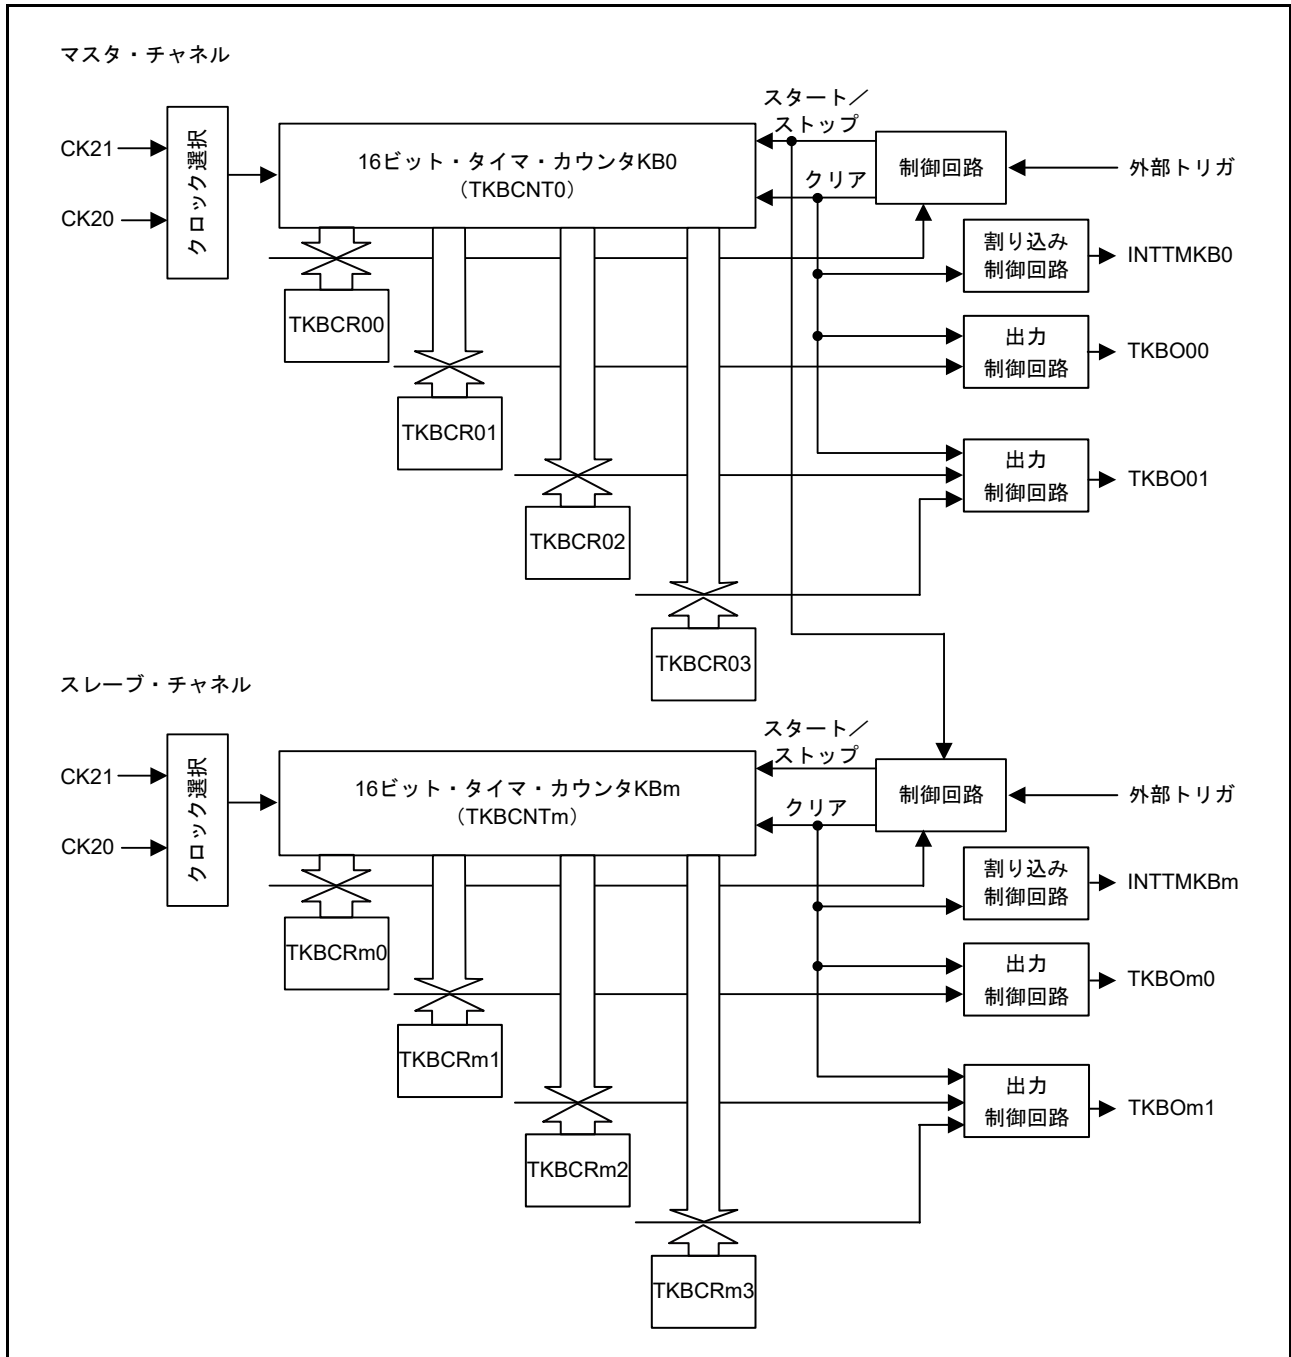 マスタ・チャネル
CK21
CK20
クロック選択
16ビット・タイマ・カウンタKB0
（TKBCNT0）
スタート／
ストップ
クリア
制御回路
外部トリガ
割り込み
制御回路
INTTMKB0
TKBCR00
出力
制御回路
TKBO00
TKBCR01
出力
制御回路
TKBO01
TKBCR02
TKBCR03
スレーブ・チャネル
CK21
CK20
クロック選択
16ビット・タイマ・カウンタKBm
（TKBCNTm）
スタート／
ストップ
クリア
制御回路
外部トリガ
割り込み
制御回路
INTTMKBm
TKBCRm0
出力
制御回路
TKBOm0
TKBCRm1
出力
制御回路
TKBOm1
TKBCRm2
TKBCRm3